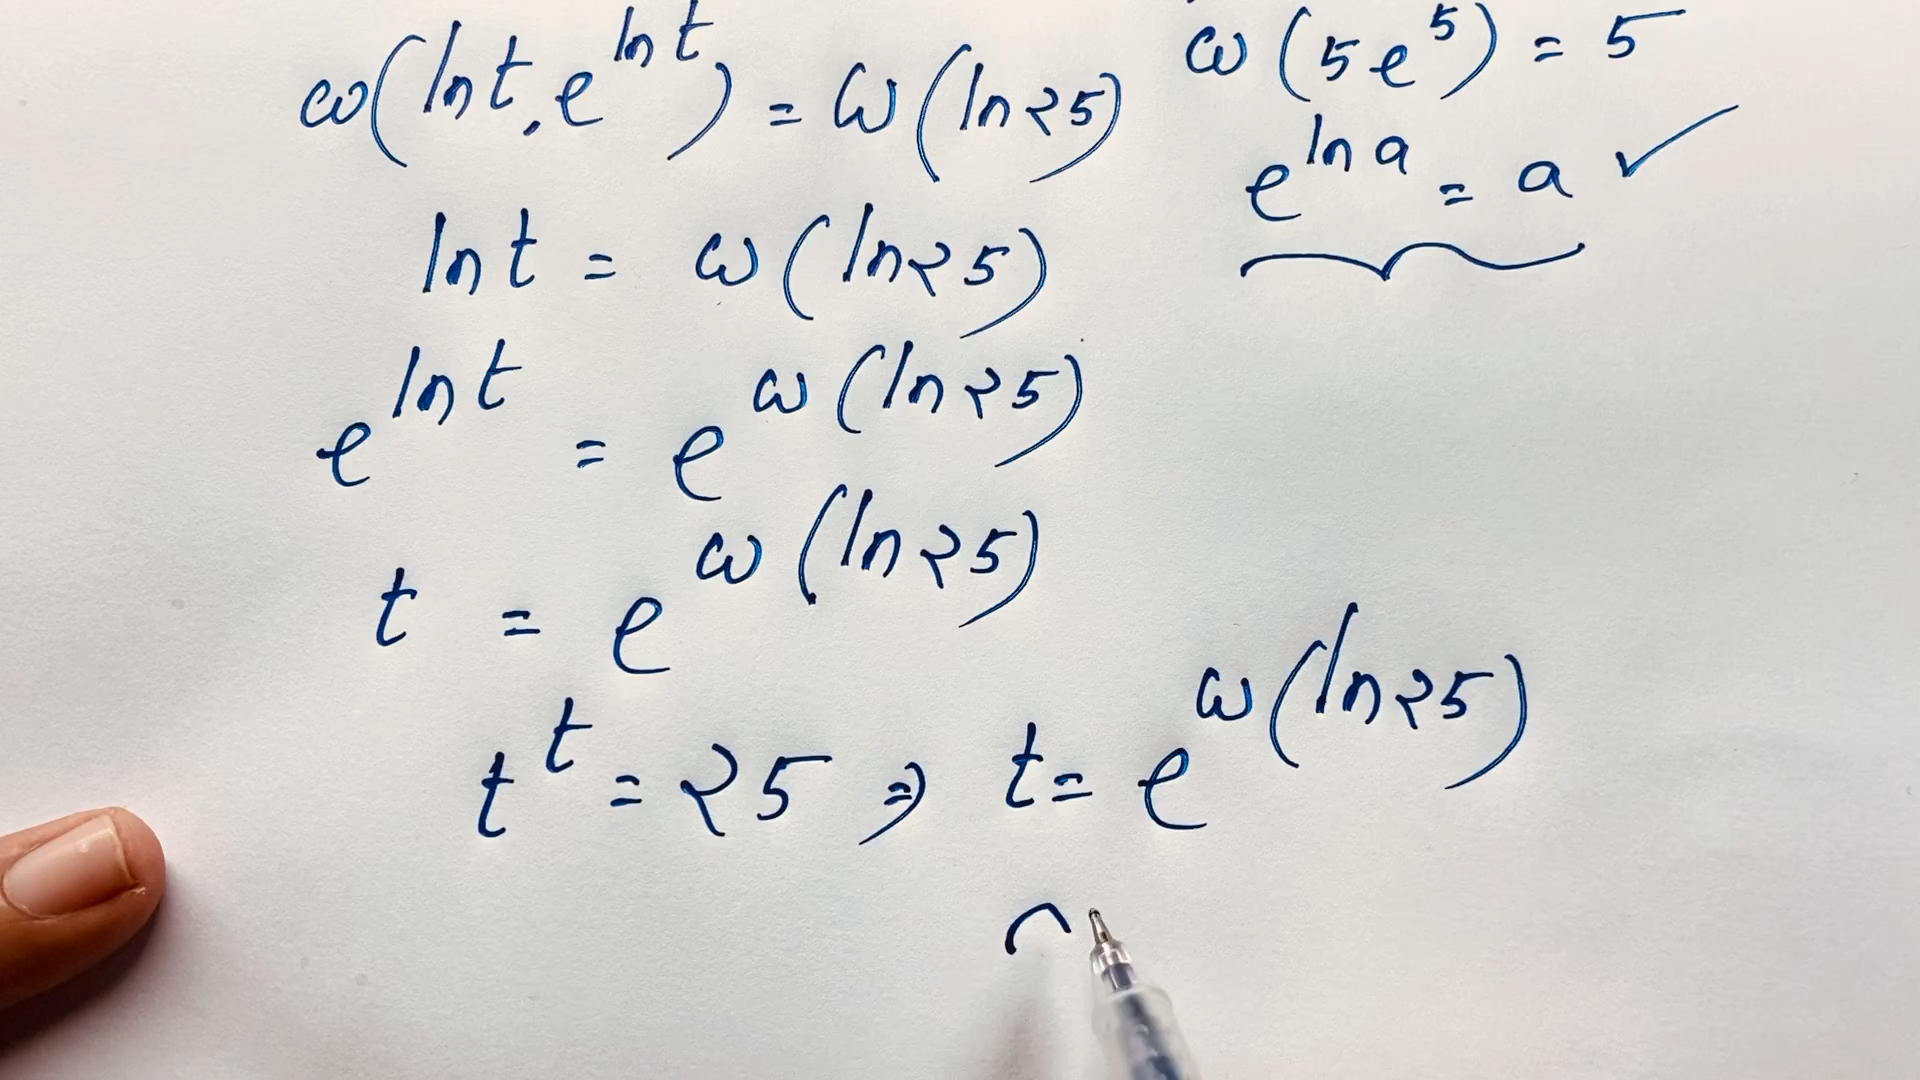 ω(ln t . e^{ln t}) = W(ln 25)
ω(5e^5) = 5
e^{ln a} = a ✓
ln t = ω(ln 25)
e^{ln t} = e^{ω(ln 25)}
t = e^{ω(ln 25)}
t^t = 25 ⇒ t = e^{ω(ln 25)}